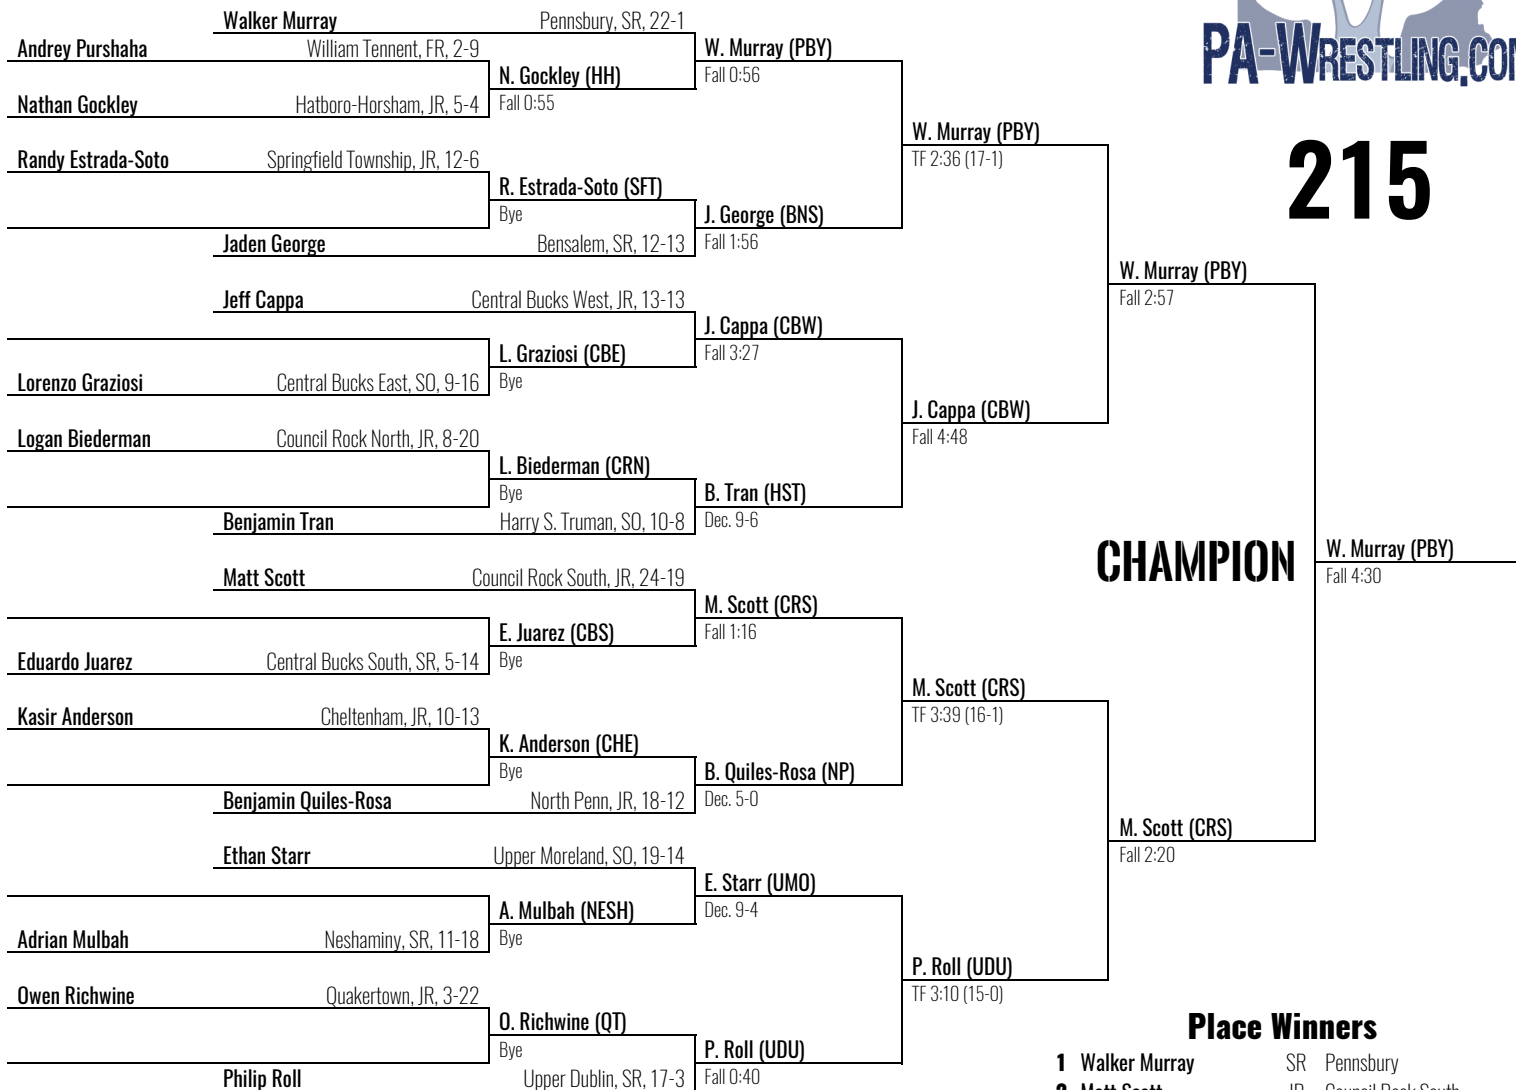 Walker Murray Pennsbury, SR, 22-1
Andrey Purshaha William Tennent, FR, 2-9
N. Gockley (HH)
Fall 0:55
Nathan Gockley Hatboro-Horsham, JR, 5-4
W. Murray (PBY)
Fall 0:56
Randy Estrada-Soto Springfield Township, JR, 12-6
R. Estrada-Soto (SFT)
Bye
Jaden George Bensalem, SR, 12-13
J. George (BNS)
Fall 1:56
W. Murray (PBY)
TF 2:36 (17-1)
Jeff Cappa Central Bucks West, JR, 13-13
J. Cappa (CBW)
Fall 3:27
L. Graziosi (CBE)
Bye
Lorenzo Graziosi Central Bucks East, SO, 9-16
Logan Biederman Council Rock North, JR, 8-20
L. Biederman (CRN)
Bye
Benjamin Tran Harry S. Truman, SO, 10-8
B. Tran (HST)
Dec. 9-6
J. Cappa (CBW)
Fall 4:48
W. Murray (PBY)
Fall 2:57
Matt Scott Council Rock South, JR, 24-19
M. Scott (CRS)
Fall 1:16
E. Juarez (CBS)
Bye
Eduardo Juarez Central Bucks South, SR, 5-14
Kasir Anderson Cheltenham, JR, 10-13
K. Anderson (CHE)
Bye
Benjamin Quiles-Rosa North Penn, JR, 18-12
B. Quiles-Rosa (NP)
Dec. 5-0
M. Scott (CRS)
TF 3:39 (16-1)
Ethan Starr Upper Moreland, SO, 19-14
E. Starr (UMO)
Dec. 9-4
A. Mulbah (NESH)
Bye
Adrian Mulbah Neshaminy, SR, 11-18
Owen Richwine Quakertown, JR, 3-22
O. Richwine (QT)
Bye
Philip Roll Upper Dublin, SR, 17-3
P. Roll (UDU)
Fall 0:40
P. Roll (UDU)
TF 3:10 (15-0)
M. Scott (CRS)
Fall 2:20
PA-WRESTLING.CO
215
CHAMPION
W. Murray (PBY)
Fall 4:30
Place Winners
1 Walker Murray SR Pennsbury
2 Matt Scott JR Council Rock South